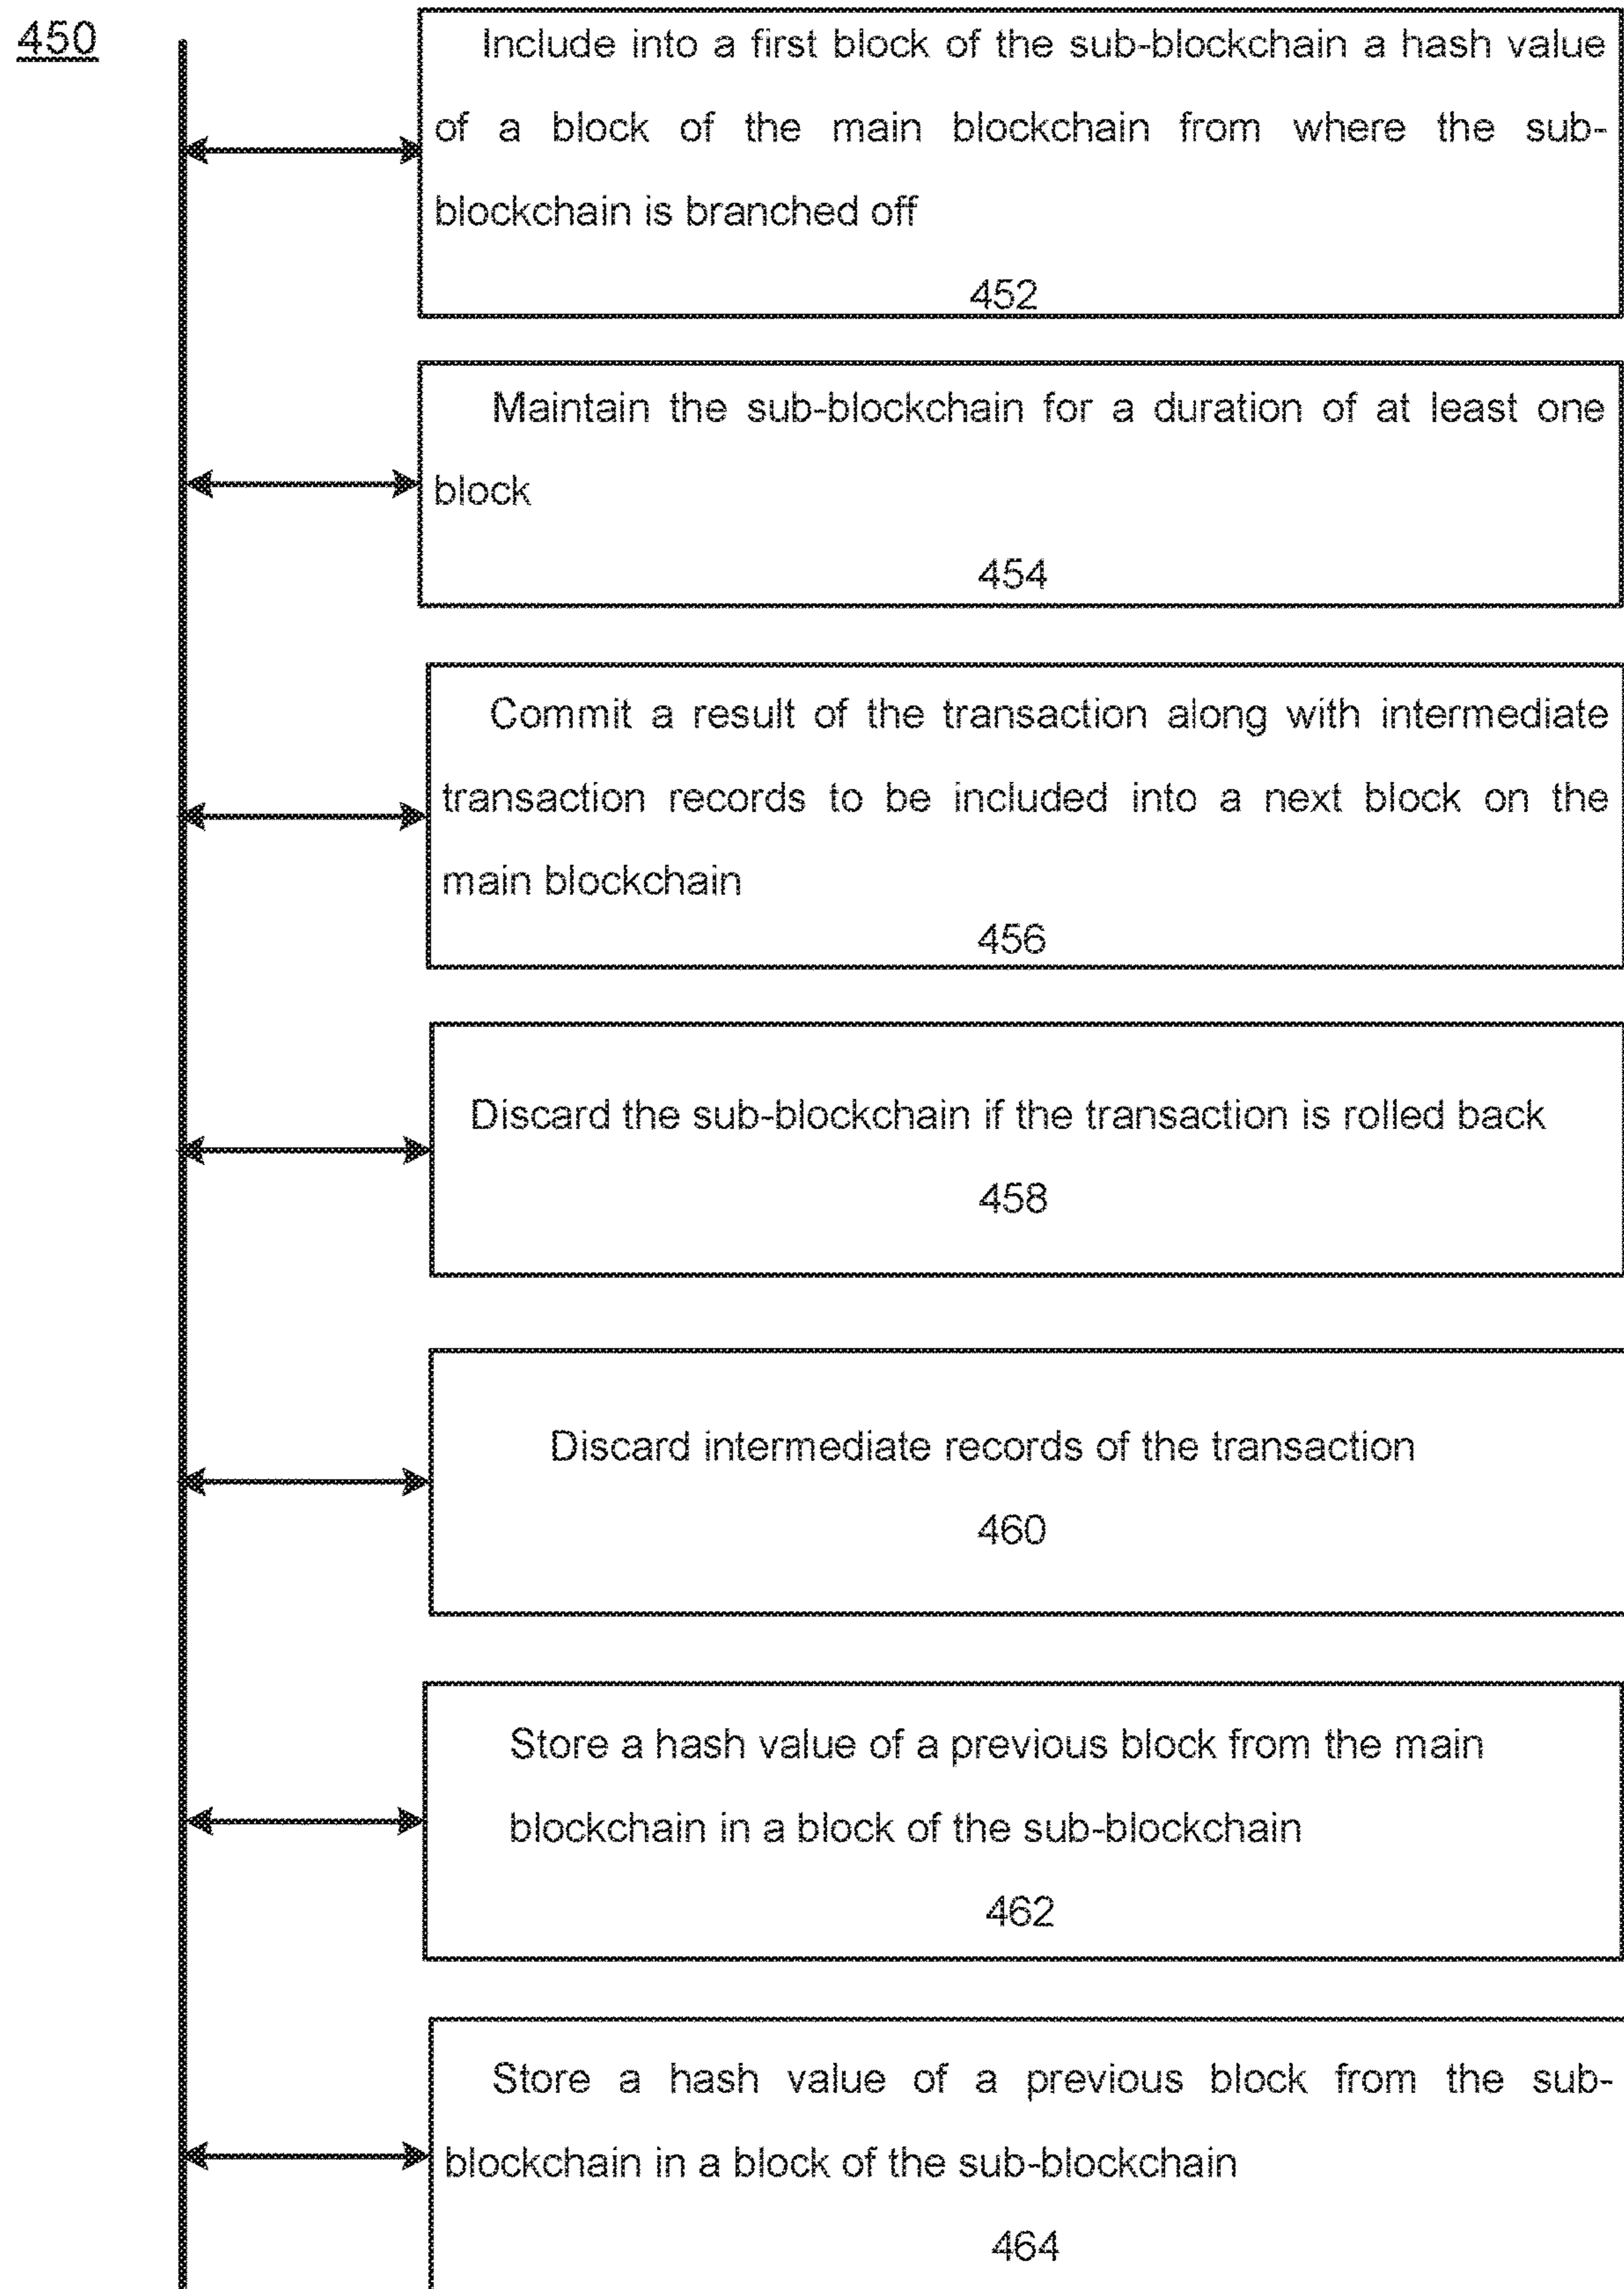 450
Include into a first block of the sub-blockchain a hash value
of a block of the main blockchain from where the sub-
blockchain is branched off
452
Maintain the sub-blockchain for a duration of at least one
block
454
Commit a result of the transaction along with intermediate
transaction records to be included into a next block on the
main blockchain
456
Discard the sub-blockchain if the transaction is rolled back
458
Discard intermediate records of the transaction
460
Store a hash value of a previous block from the main
blockchain in a block of the sub-blockchain
462
Store a hash value of a previous block from the sub-
blockchain in a block of the sub-blockchain
464